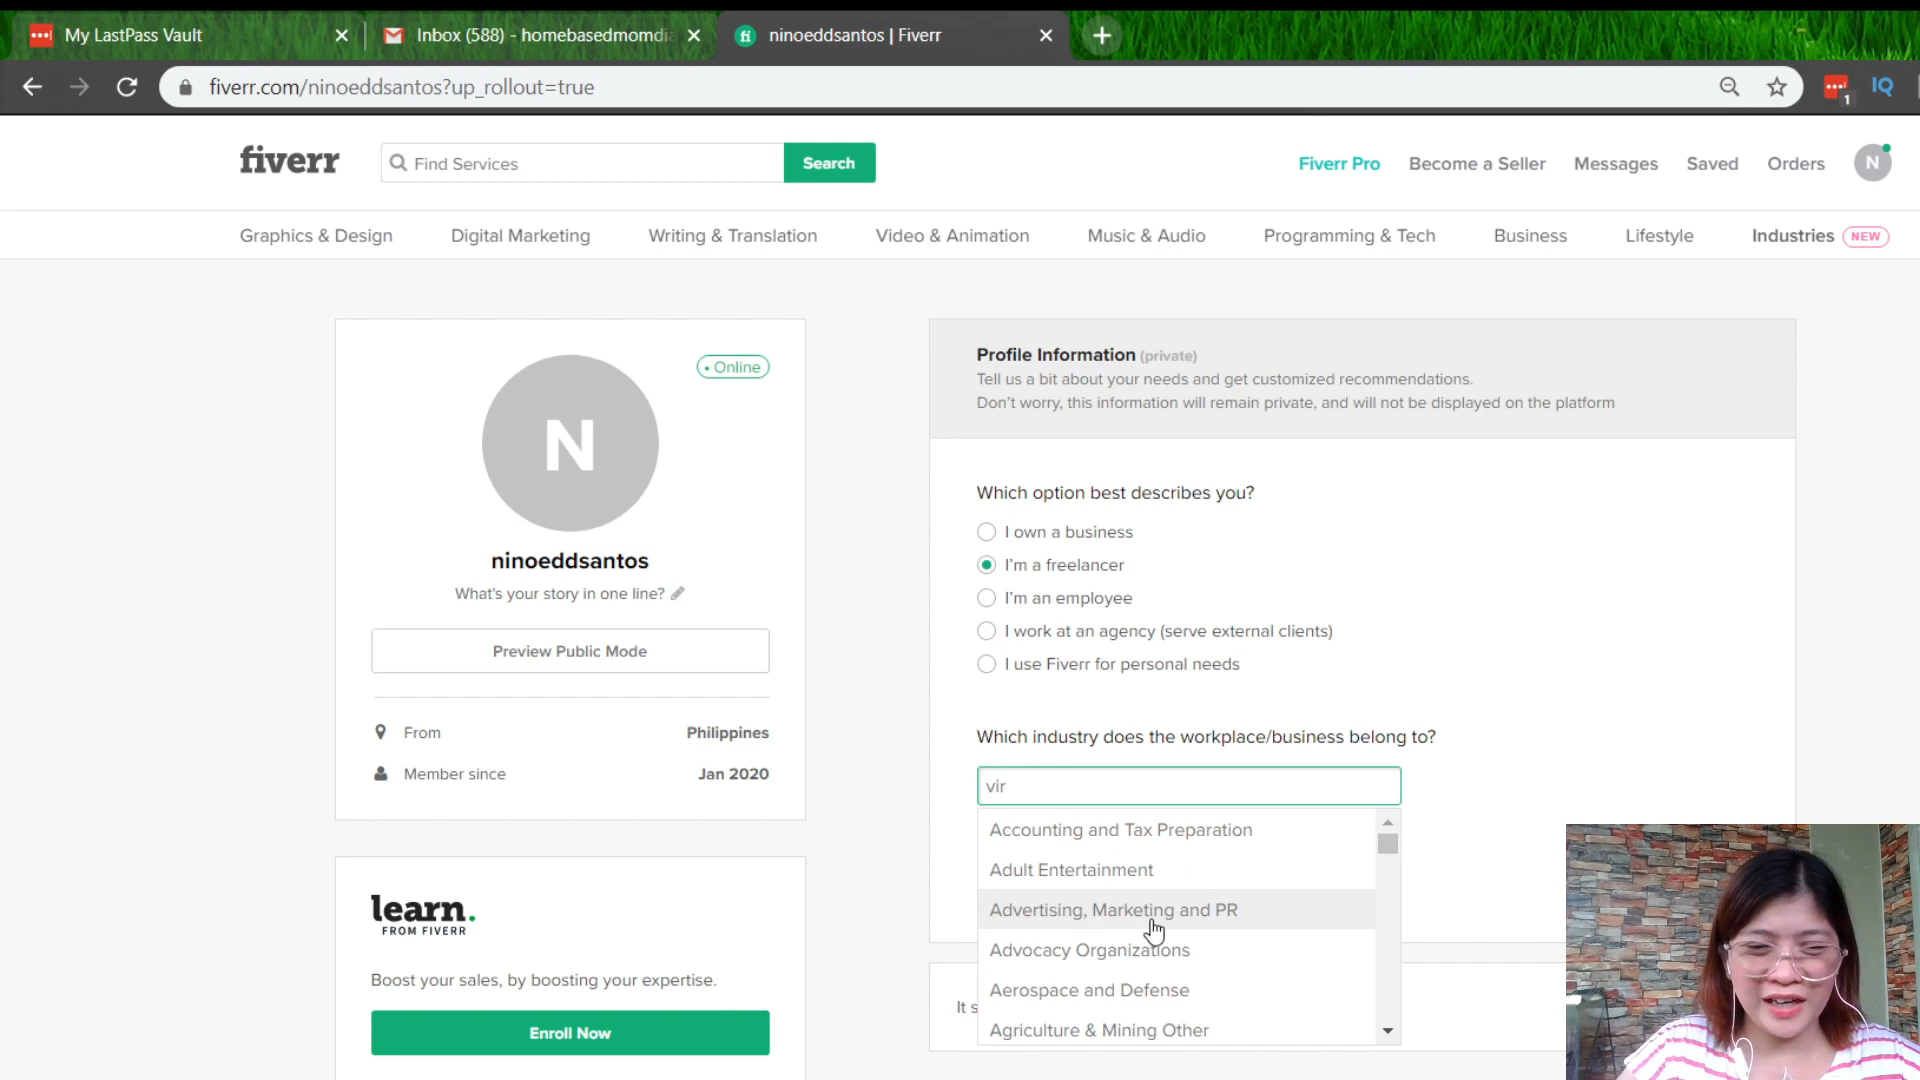 My LastPass Vault
Inbox (588) - homebasedmomdia
fi
ninoeddsantos | Fiverr
fiverr.com/ninoeddsantos?up_rollout=true
1
IQ
fiverr
Find Services
Search
Fiverr Pro
Become a Seller
Messages
Saved
Orders
N
Graphics & Design
Digital Marketing
Writing & Translation
Video & Animation
Music & Audio
Programming & Tech
Business
Lifestyle
Industries NEW
• Online
N
ninoeddsantos
What's your story in one line?
Preview Public Mode
From Philippines
Member since Jan 2020
learn.
FROM FIVERR
Boost your sales, by boosting your expertise.
Enroll Now
Profile Information (private)
Tell us a bit about your needs and get customized recommendations.
Don't worry, this information will remain private, and will not be displayed on the platform
Which option best describes you?
I own a business
I'm a freelancer
I'm an employee
I work at an agency (serve external clients)
I use Fiverr for personal needs
Which industry does the workplace/business belong to?
vir
Accounting and Tax Preparation
Adult Entertainment
Advertising, Marketing and PR
Advocacy Organizations
Aerospace and Defense
Agriculture & Mining Other
It s